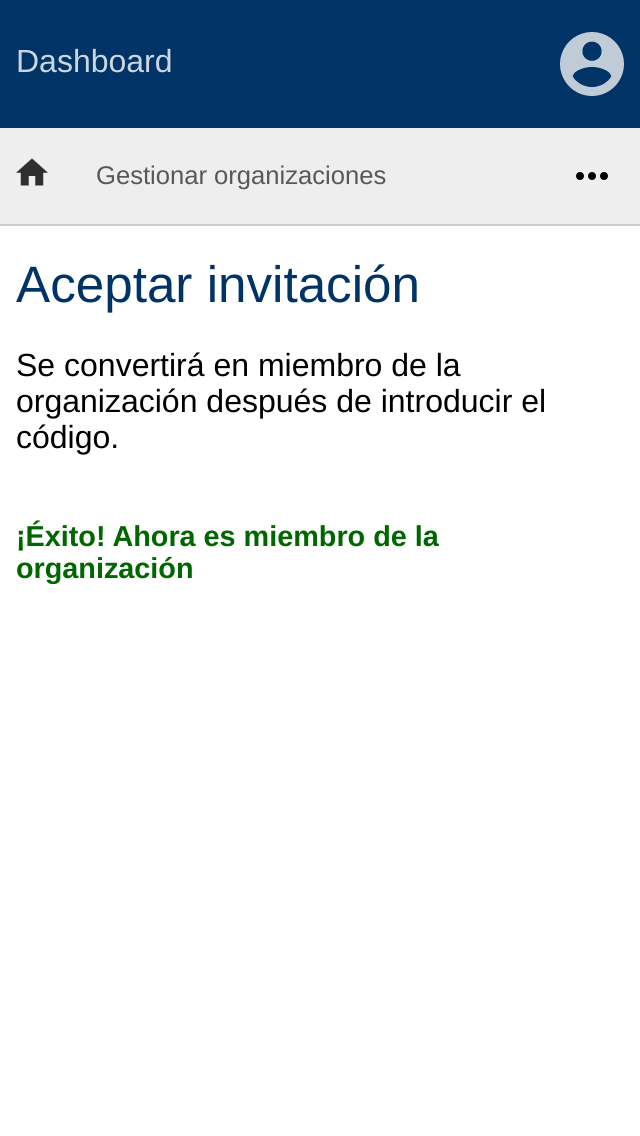 Dashboard
Gestionar organizaciones
Aceptar invitación
Se convertirá en miembro de la
organización después de introducir el
código.
¡Éxito! Ahora es miembro de la
organización